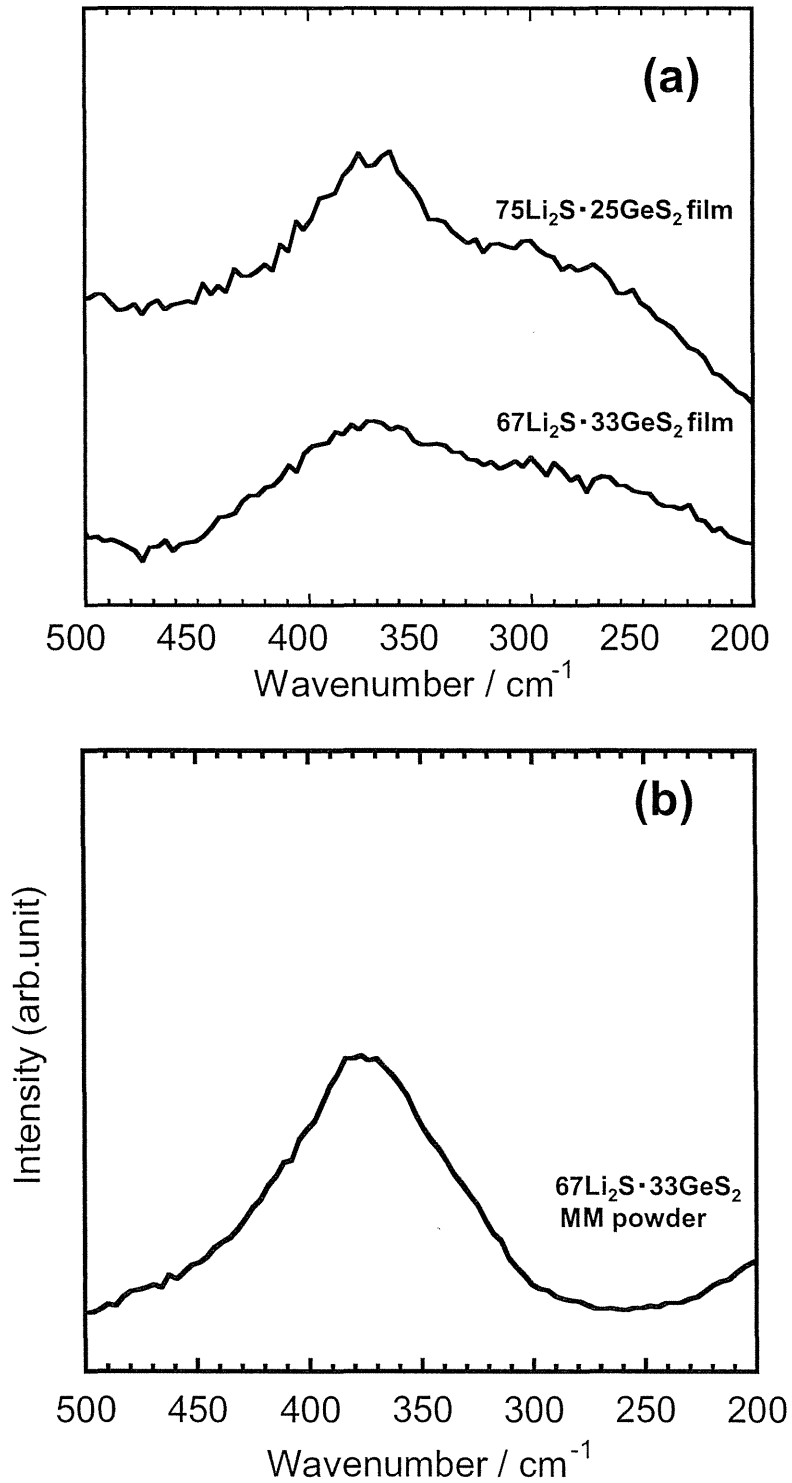 (a)
75Li₂S·25GeS₂ film
67Li₂S·33GeS₂ film
500 450 400 350 300 250 200
Wavenumber / cm⁻¹
(b)
Intensity (arb.unit)
67Li₂S·33GeS₂
MM powder
500 450 400 350 300 250 200
Wavenumber / cm⁻¹